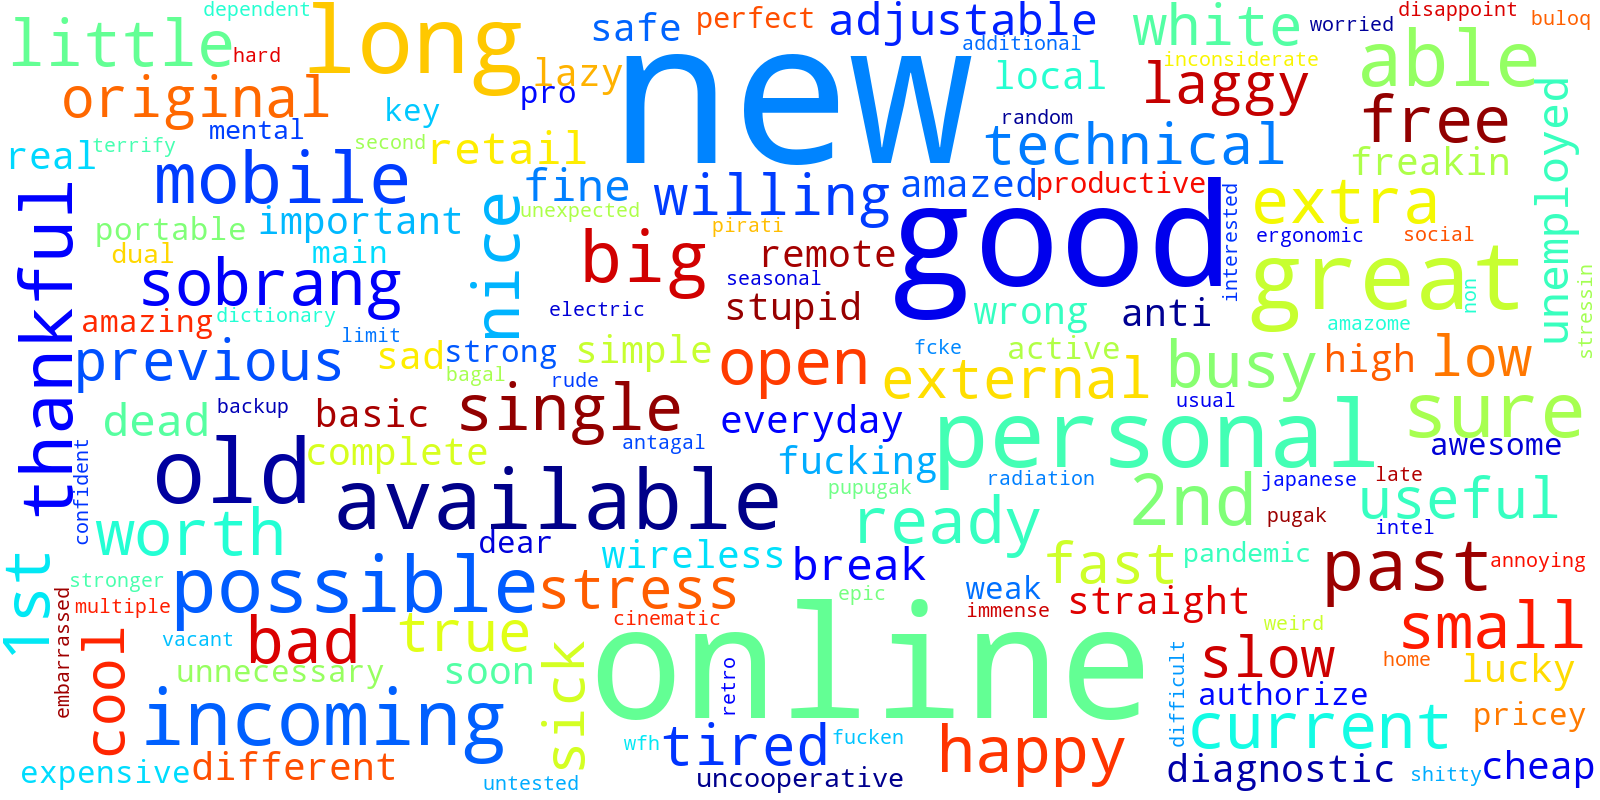 dependent
little
hard
long
safe
perfect
adjustable
additional
white
worried
disappoint
buloq
original
lazy
pro
key
new
local
inconsiderate
laggy
able
free
mental
real
terrify
second
retail
random
technical
freakin
unemployed
mobile
thankful
portable
important
nice
fine
unexpected
willing
amazed
productive
good
interested
extra
ergonomic
social
dual
main
sobrang
big
pirati
remote
seasonal
great
non
stressin
amazing
dictionary
limit
electric
stupid
wrong
anti
amazome
previous
sad
strong
bagal
simple
rude
open
fcke
active
external
busy
high
low
usual
dead
backup
basic
single
everyday
antagal
personal
sure
awesome
confident
old
complete
available
fucking
pupugak
radiation
2nd
japanese
late
useful
pugak
intel
worth
dear
wireless
ready
break
fast
pandemic
past
annoying
1st
stronger
multiple
embarrassed
possible
stress
epic
weak
immense
straight
small
cool
vacant
bad
true
cinematic
online
weird
slow
home
lucky
unnecessary
soon
sick
retro
difficult
authorize
current
pricey
incoming
wfh
tired
fucken
happy
expensive
different
untested
uncooperative
diagnostic
shitty
cheap